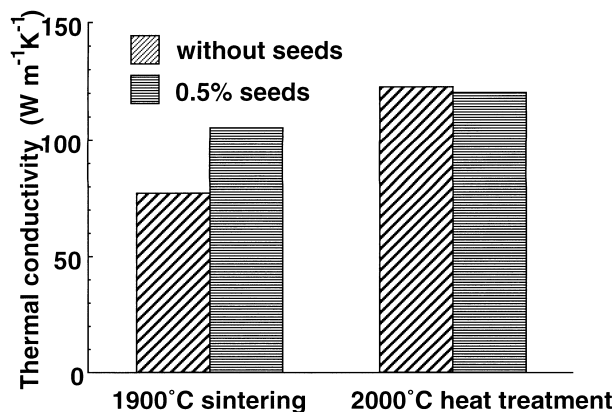 150
100
50
0
Thermal conductivity (W m⁻¹K⁻¹)
without seeds
0.5% seeds
1900°C sintering
2000°C heat treatment